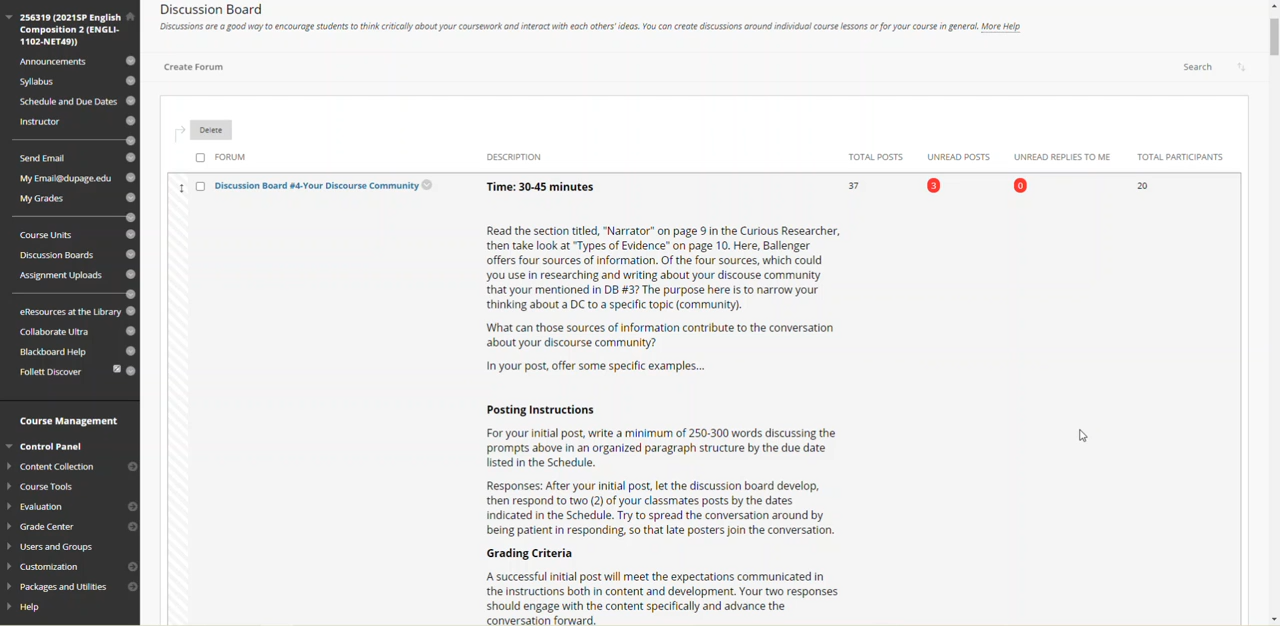 256319 (2021SP English
Composition 2 (ENGLI-
1102-NET49))
Announcements
Syllabus
Schedule and Due Dates
Instructor
Send Email
My Email@dupage.edu
My Grades
Course Units
Discussion Boards
Assignment Uploads
eResources at the Library
Collaborate Ultra
Blackboard Help
Follett Discover
Course Management
Control Panel
Content Collection
Course Tools
Evaluation
Grade Center
Users and Groups
Customization
Packages and Utilities
Help
Discussion Board
Discussions are a good way to encourage students to think critically about your coursework and interact with each others' ideas. You can create discussions around individual course lessons or for your course in general. More Help
Create Forum
Search
Delete
FORUM
DESCRIPTION
TOTAL POSTS
UNREAD POSTS
UNREAD REPLIES TO ME
TOTAL PARTICIPANTS
Discussion Board #4-Your Discourse Community
Time: 30-45 minutes
37
3
0
20
Read the section titled, "Narrator" on page 9 in the Curious Researcher,
then take look at "Types of Evidence" on page 10. Here, Ballenger
offers four sources of information. Of the four sources, which could
you use in researching and writing about your discouse community
that your mentioned in DB #3? The purpose here is to narrow your
thinking about a DC to a specific topic (community).
What can those sources of information contribute to the conversation
about your discourse community?
In your post, offer some specific examples...
Posting Instructions
For your initial post, write a minimum of 250-300 words discussing the
prompts above in an organized paragraph structure by the due date
listed in the Schedule.
Responses: After your initial post, let the discussion board develop,
then respond to two (2) of your classmates posts by the dates
indicated in the Schedule. Try to spread the conversation around by
being patient in responding, so that late posters join the conversation.
Grading Criteria
A successful initial post will meet the expectations communicated in
the instructions both in content and development. Your two responses
should engage with the content specifically and advance the
conversation forward.